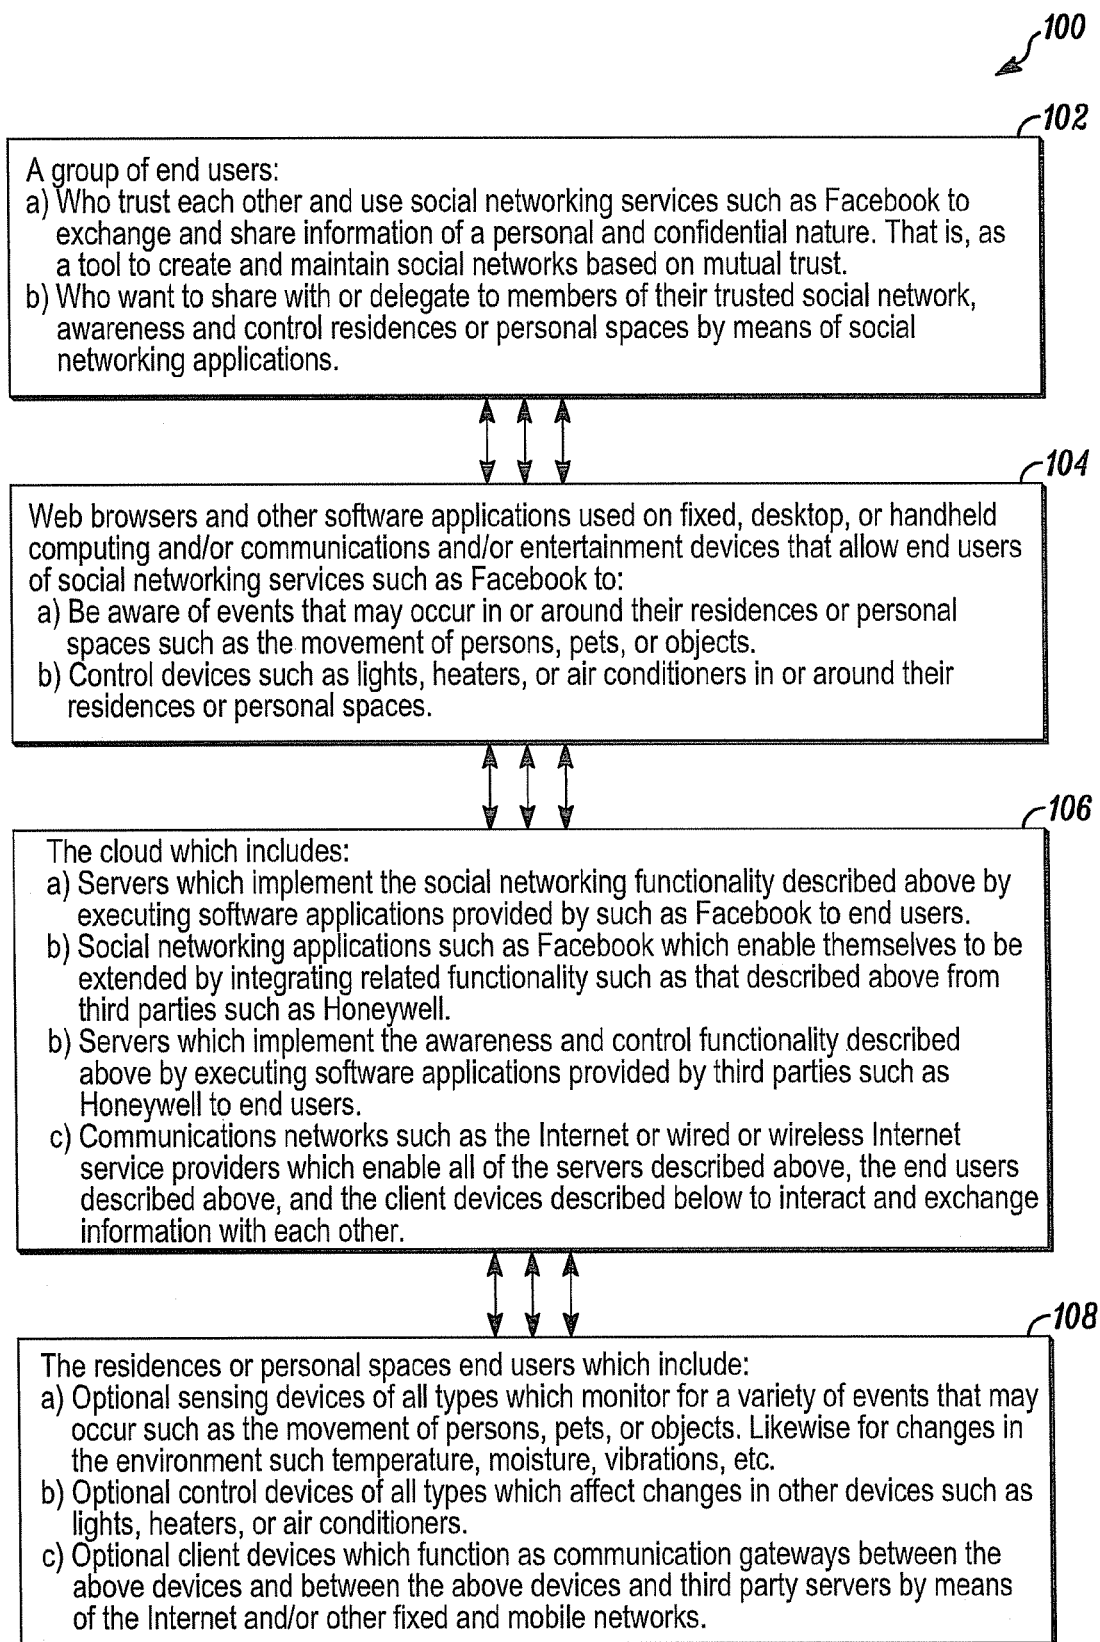 100
102
A group of end users:
a) Who trust each other and use social networking services such as Facebook to
exchange and share information of a personal and confidential nature. That is, as
a tool to create and maintain social networks based on mutual trust.
b) Who want to share with or delegate to members of their trusted social network,
awareness and control residences or personal spaces by means of social
networking applications.
104
Web browsers and other software applications used on fixed, desktop, or handheld
computing and/or communications and/or entertainment devices that allow end users
of social networking services such as Facebook to:
a) Be aware of events that may occur in or around their residences or personal
spaces such as the movement of persons, pets, or objects.
b) Control devices such as lights, heaters, or air conditioners in or around their
residences or personal spaces.
106
The cloud which includes:
a) Servers which implement the social networking functionality described above by
executing software applications provided by such as Facebook to end users.
b) Social networking applications such as Facebook which enable themselves to be
extended by integrating related functionality such as that described above from
third parties such as Honeywell.
b) Servers which implement the awareness and control functionality described
above by executing software applications provided by third parties such as
Honeywell to end users.
c) Communications networks such as the Internet or wired or wireless Internet
service providers which enable all of the servers described above, the end users
described above, and the client devices described below to interact and exchange
information with each other.
108
The residences or personal spaces end users which include:
a) Optional sensing devices of all types which monitor for a variety of events that may
occur such as the movement of persons, pets, or objects. Likewise for changes in
the environment such temperature, moisture, vibrations, etc.
b) Optional control devices of all types which affect changes in other devices such as
lights, heaters, or air conditioners.
c) Optional client devices which function as communication gateways between the
above devices and between the above devices and third party servers by means
of the Internet and/or other fixed and mobile networks.